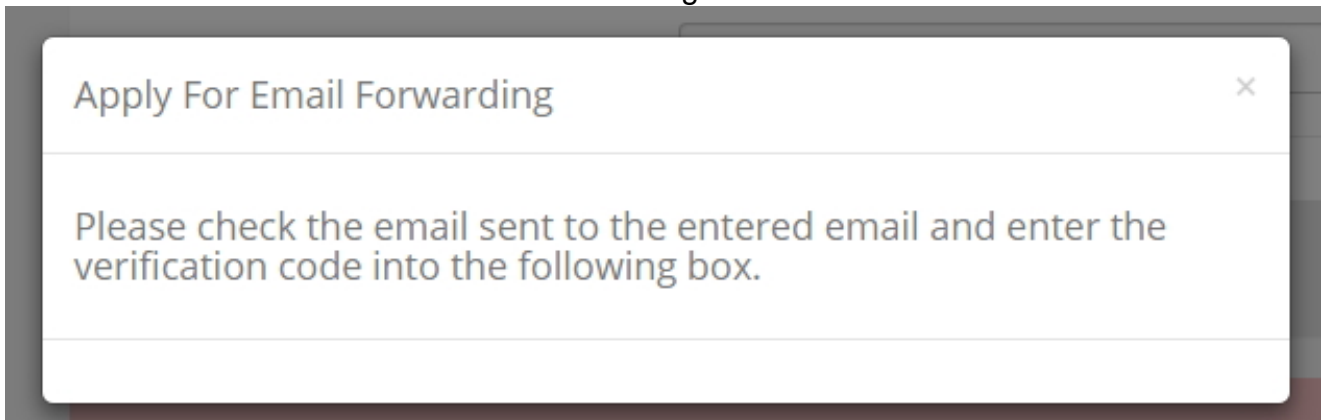 Apply For Email Forwarding ×
Please check the email sent to the entered email and enter the
verification code into the following box.